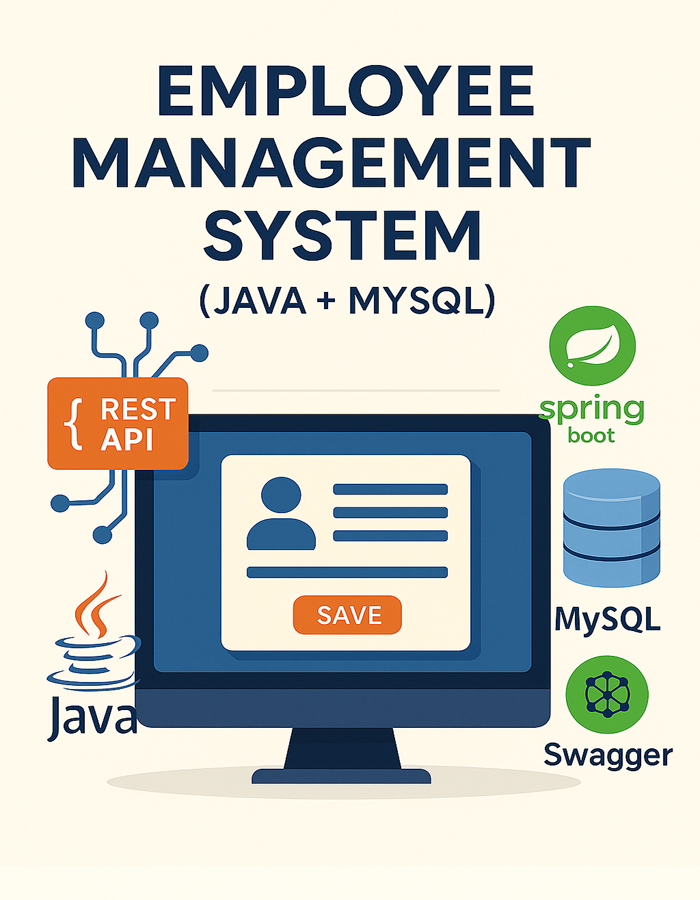 EMPLOYEE
MANAGEMENT
SYSTEM
(JAVA + MYSQL)
{ REST
API
spring
boot
SAVE
MySQL
Java
Swagger